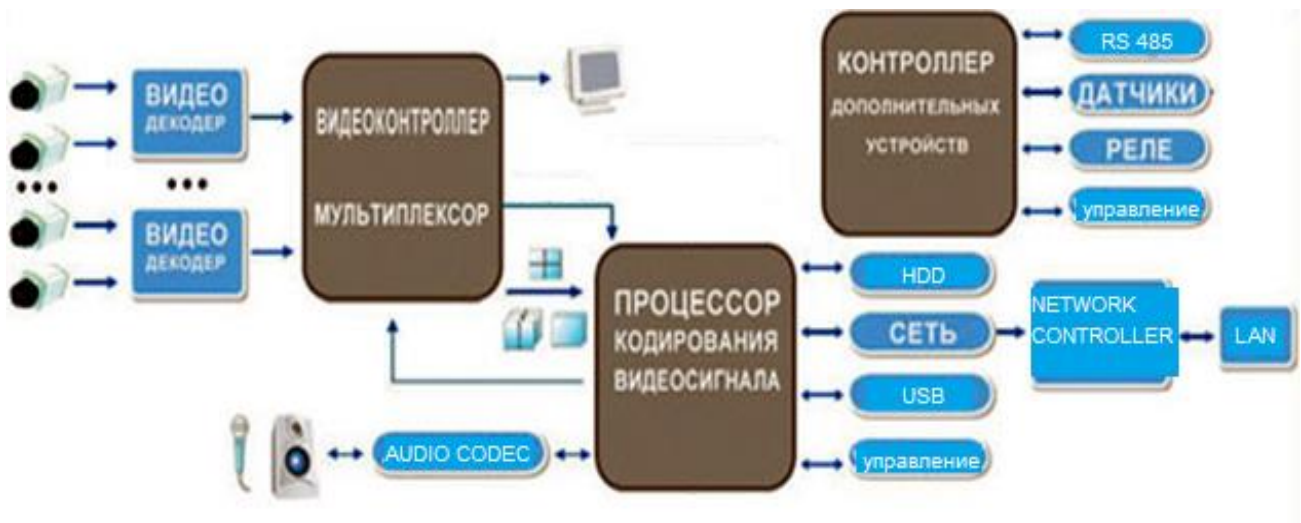 ВИДЕО
ДЕКОДЕР
ВИДЕО
ДЕКОДЕР
ВИДЕОКОНТРОЛЛЕР
МУЛЬТИПЛЕКСОР
КОНТРОЛЛЕР
ДОПОЛНИТЕЛЬНЫХ
УСТРОЙСТВ
RS 485
ДАТЧИКИ
РЕЛЕ
управление
ПРОЦЕССОР
КОДИРОВАНИЯ
ВИДЕОСИГНАЛА
HDD
СЕТЬ
USB
управление
NETWORK
CONTROLLER
LAN
AUDIO CODEC